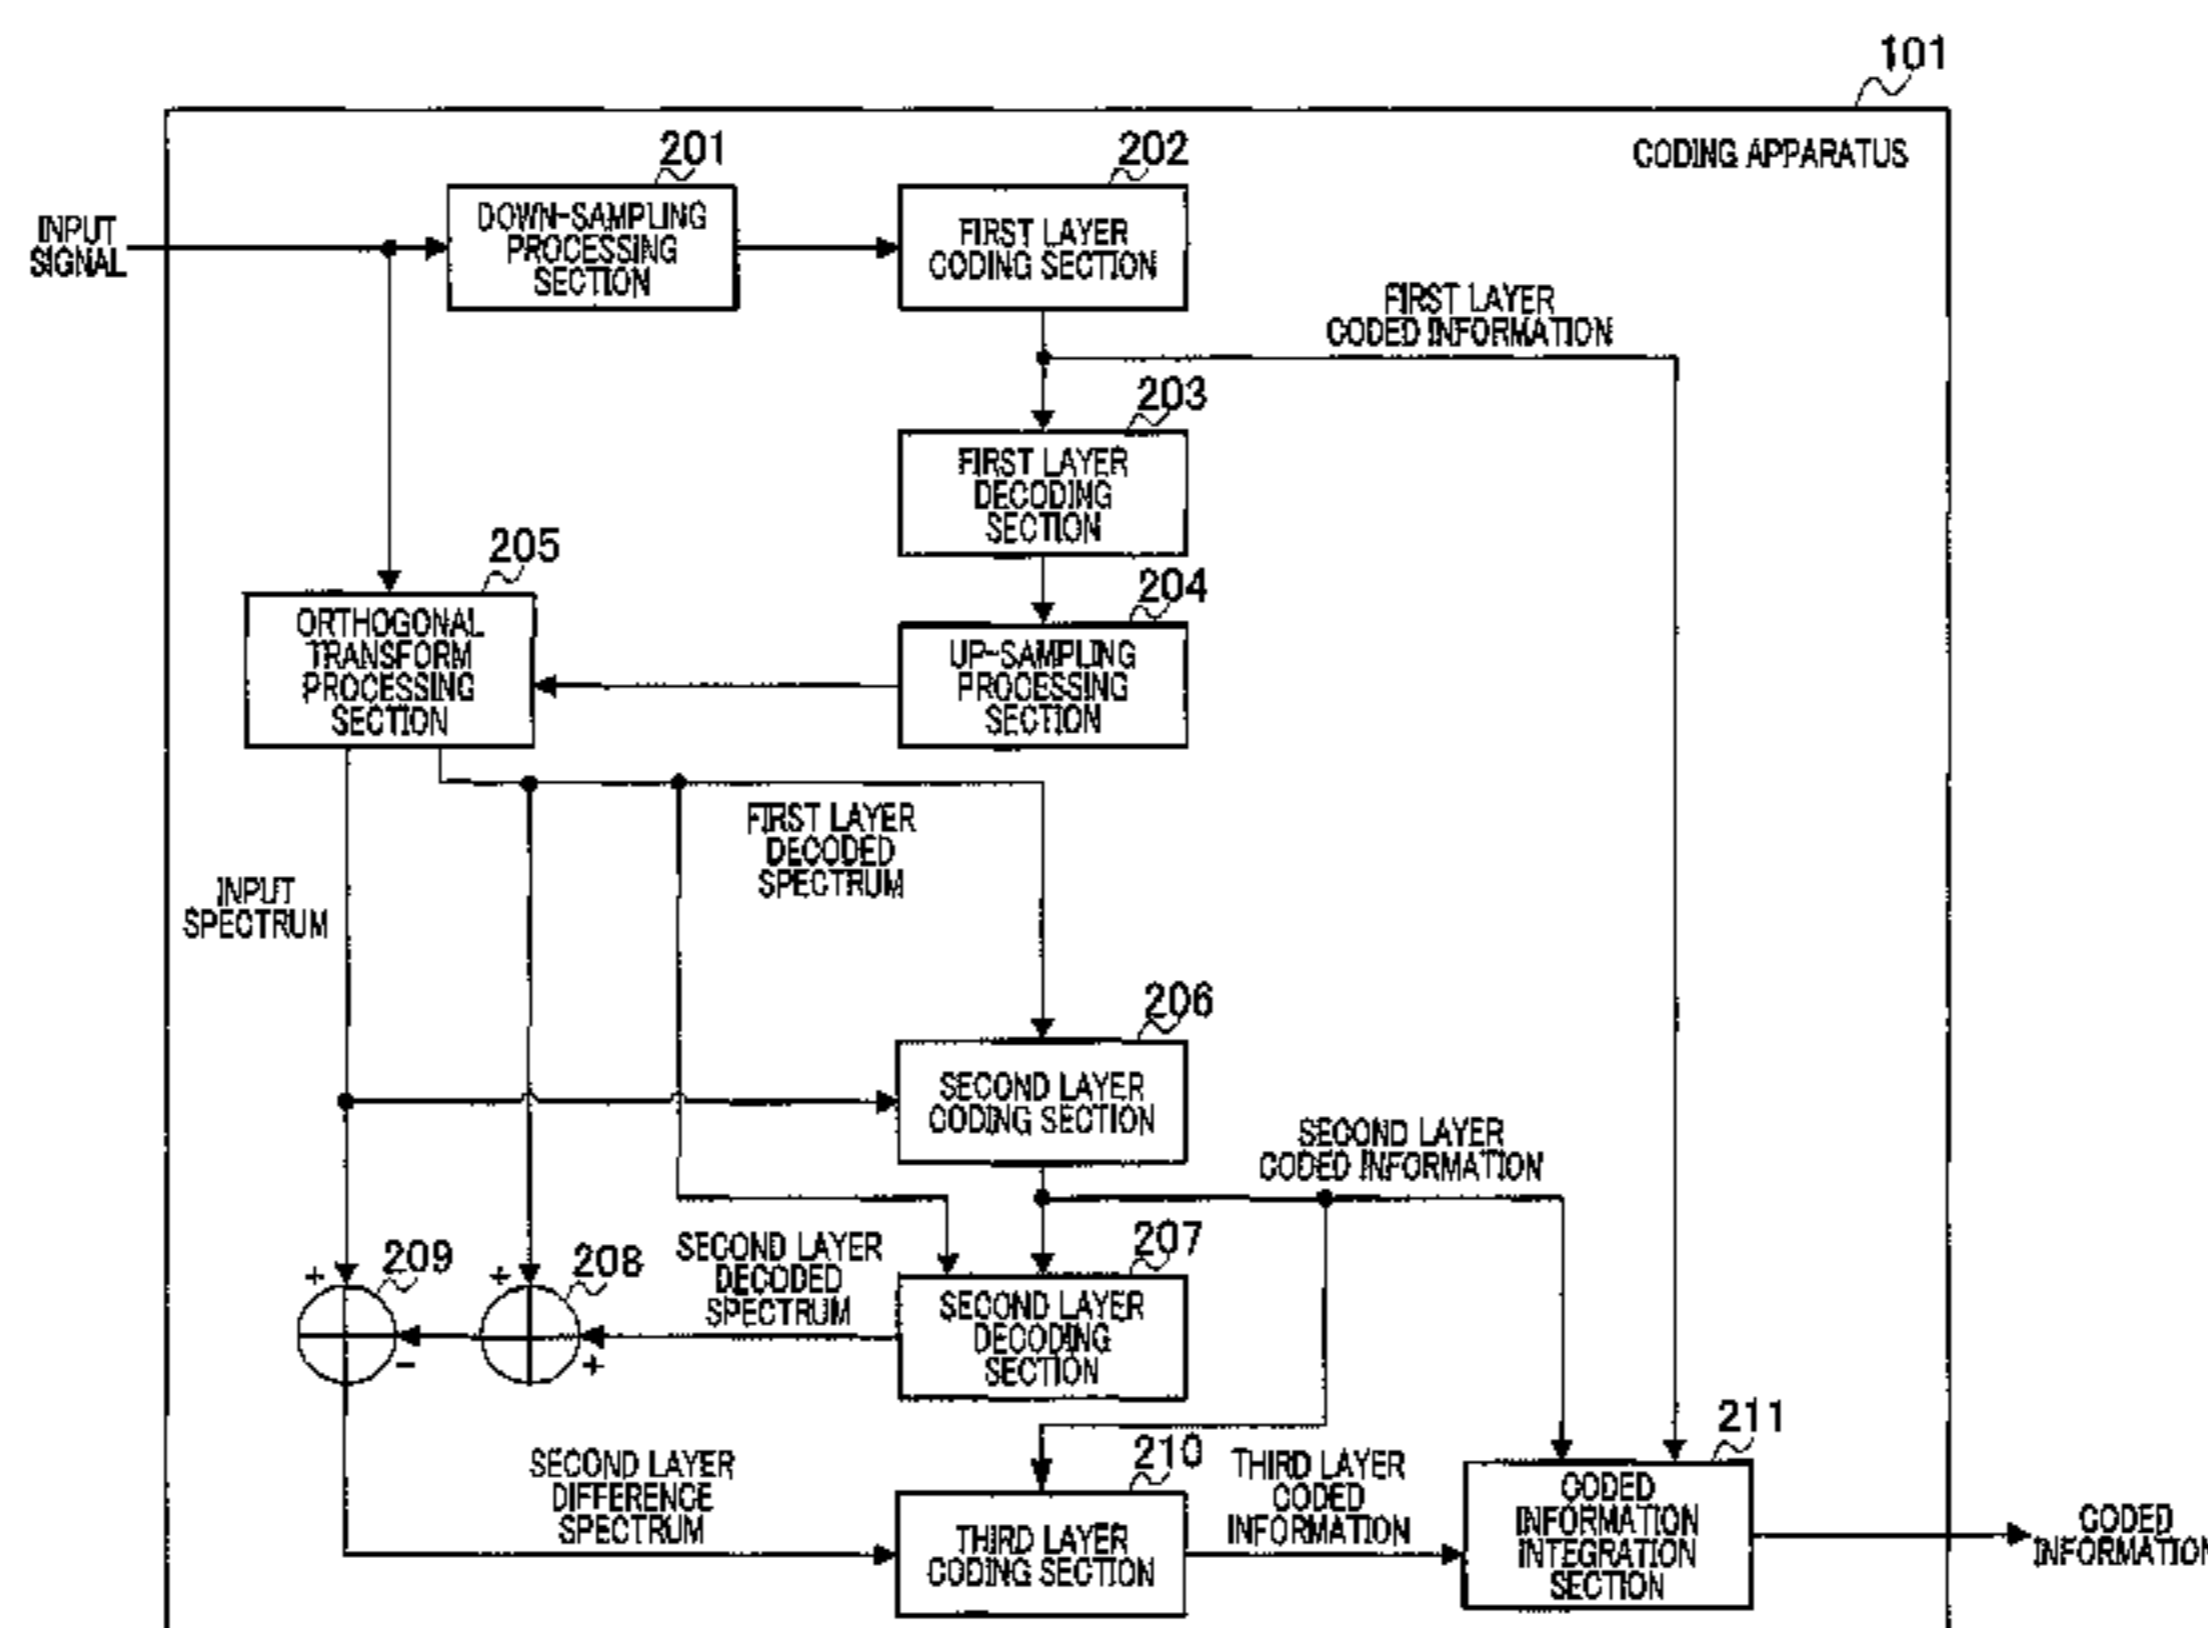 101
CODING APPARATUS
201
202
INPUT
SIGNAL
DOWN-SAMPLING
PROCESSING
SECTION
FIRST LAYER
CODING SECTION
FIRST LAYER
CODED INFORMATION
203
FIRST LAYER
DECODING
SECTION
205
204
ORTHOGONAL
TRANSFORM
PROCESSING
SECTION
UP-SAMPLING
PROCESSING
SECTION
FIRST LAYER
DECODED
SPECTRUM
INPUT
SPECTRUM
206
SECOND LAYER
CODING SECTION
SECOND LAYER
CODED INFORMATION
207
209
208
SECOND LAYER
DECODED
SPECTRUM
+
+
SECOND LAYER
DECODING
SECTION
-
+
211
210
SECOND LAYER
DIFFERENCE
SPECTRUM
THIRD LAYER
CODING SECTION
THIRD LAYER
CODED
INFORMATION
CODED
INFORMATION
INTEGRATION
SECTION
CODED
INFORMATION